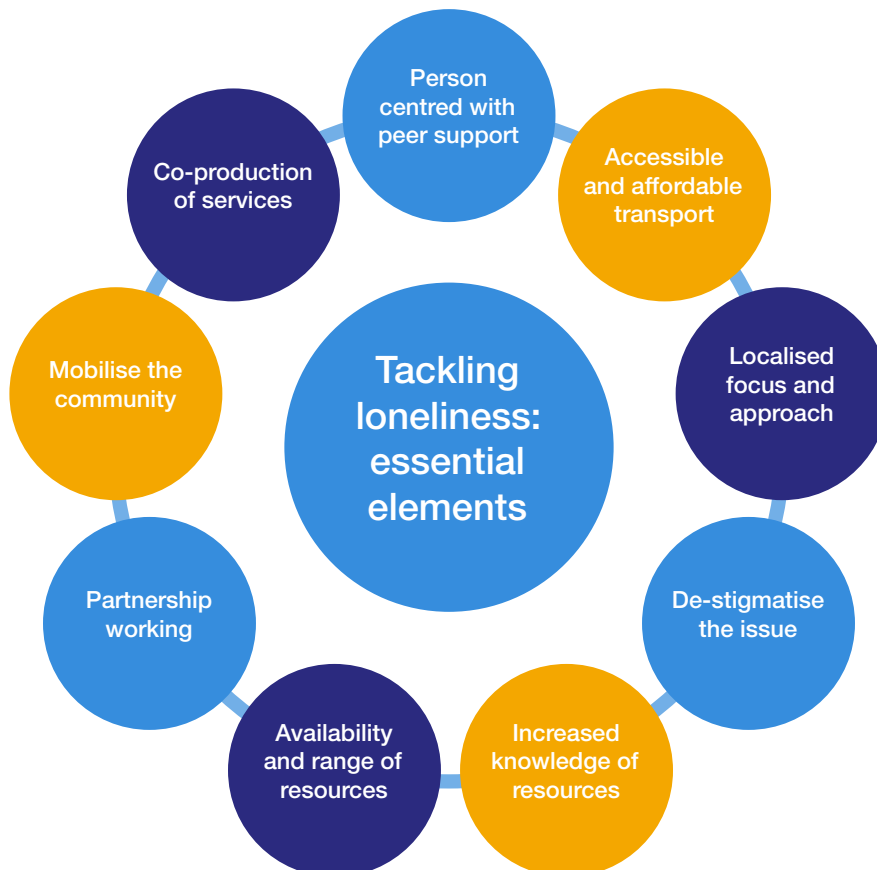 Person
centred with
peer support
Accessible
and affordable
transport
Localised
focus and
approach
De-stigmatise
the issue
Increased
knowledge of
resources
Availability
and range of
resources
Partnership
working
Mobilise the
community
Co-production
of services
Tackling
loneliness:
essential
elements